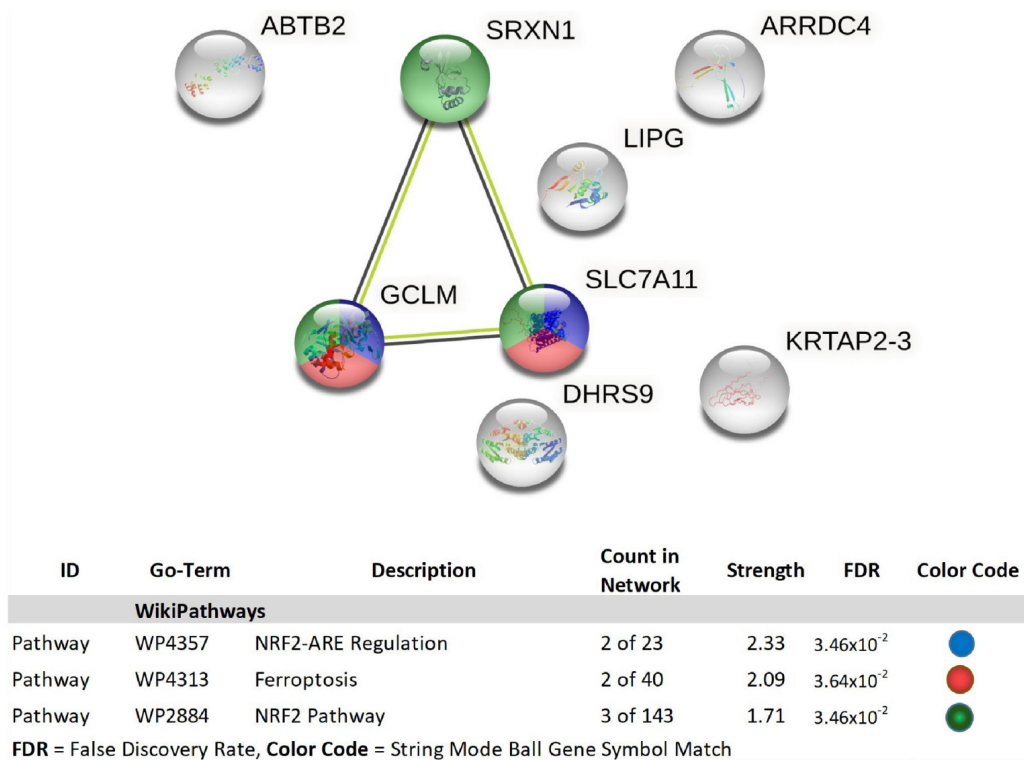 ABTB2
SRXN1
ARRDC4
LIPG
GCLM
SLC7A11
KRTAP2-3
DHRS9
ID Go-Term Description Count in Network Strength FDR Color Code
WikiPathways
Pathway WP4357 NRF2-ARE Regulation 2 of 23 2.33 3.46x10⁻²
Pathway WP4313 Ferroptosis 2 of 40 2.09 3.64x10⁻²
Pathway WP2884 NRF2 Pathway 3 of 143 1.71 3.46x10⁻²
FDR = False Discovery Rate, Color Code = String Mode Ball Gene Symbol Match